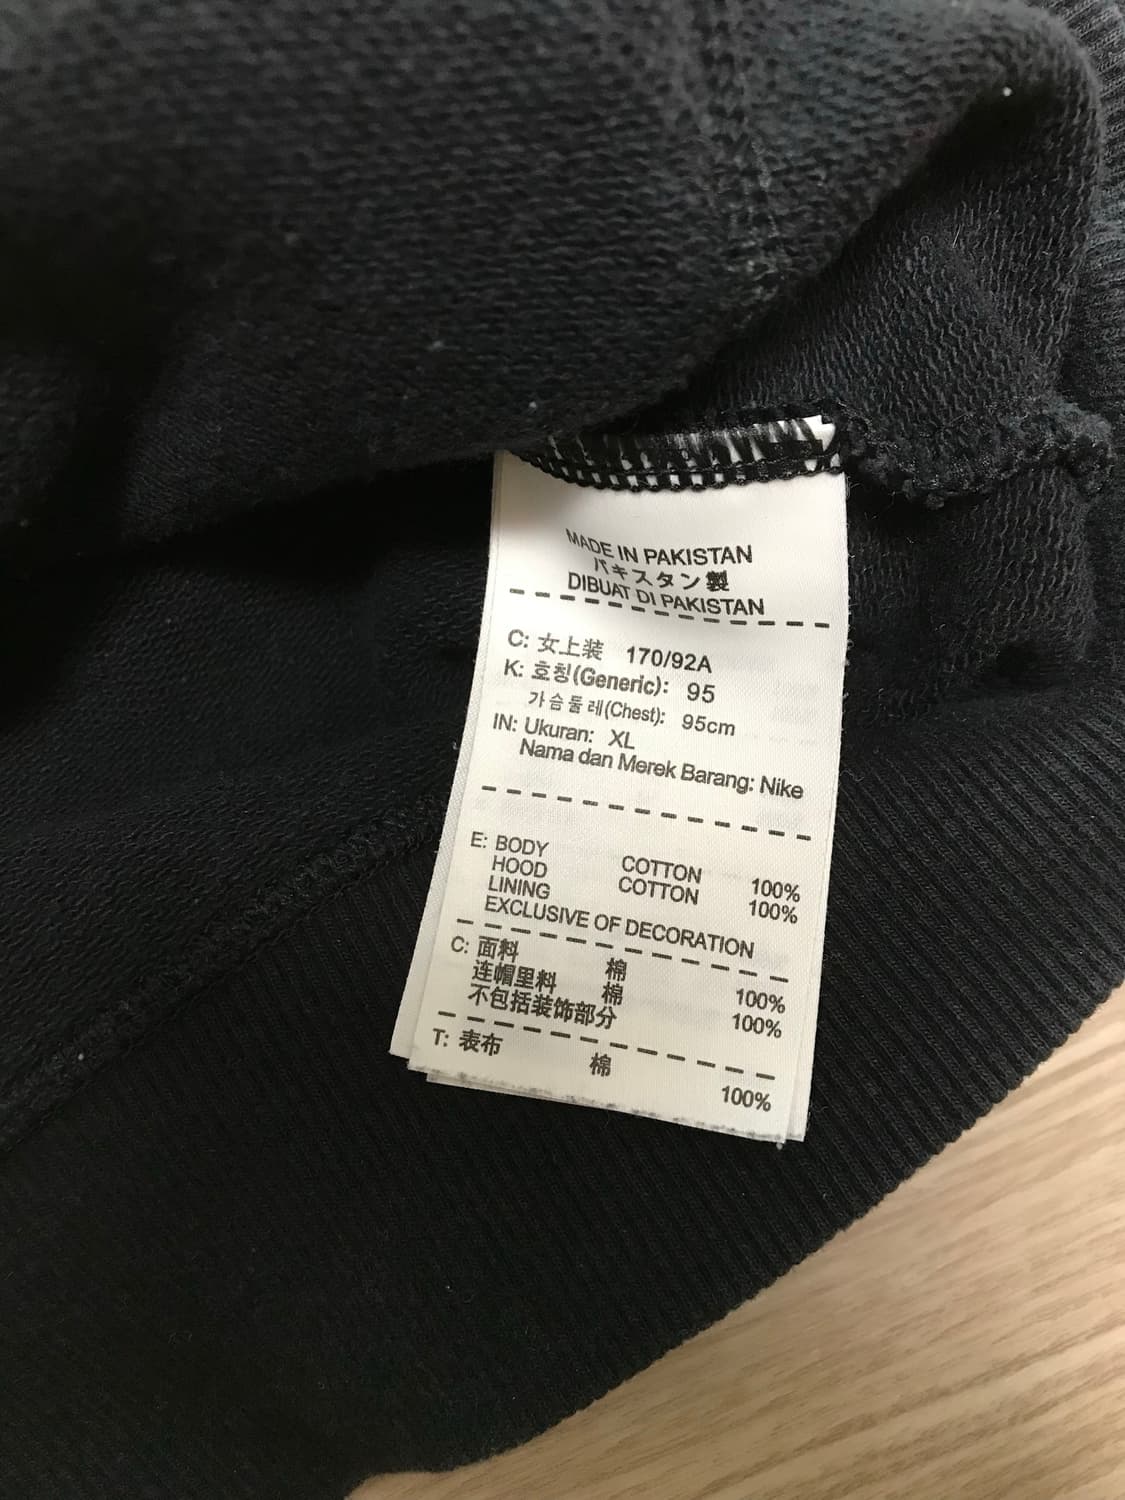 MADE IN PAKISTAN
パキスタン製
DIBUAT DI PAKISTAN
C: 女上装 170/92A
K: 호칭(Generic): 95
가슴둘레(Chest): 95cm
IN: Ukuran: XL
Nama dan Merek Barang: Nike
E: BODY COTTON 100%
HOOD LINING COTTON 100%
EXCLUSIVE OF DECORATION
C: 面料 棉 100%
连帽里料 棉 100%
不包括装饰部分
T: 表布 棉 100%